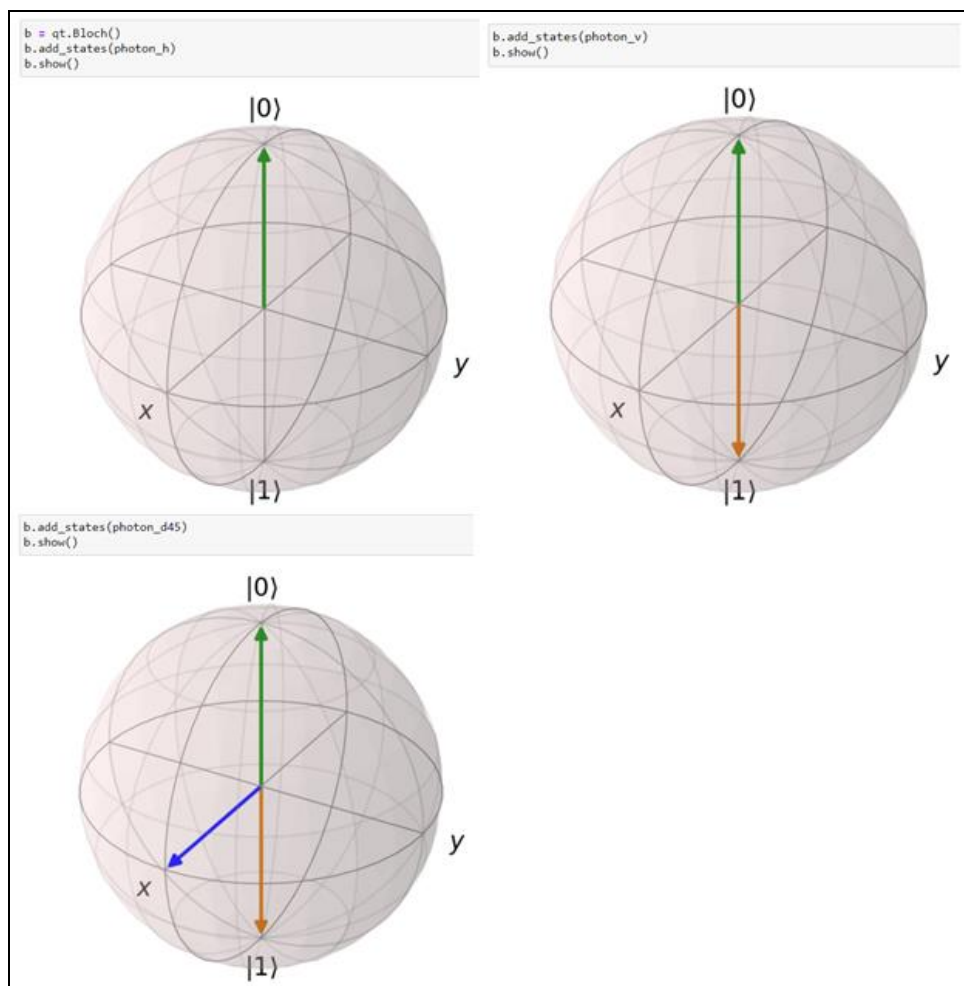 b = qt.Bloch()
b.add_states(photon_h)
b.show()
|0⟩
y
x
|1⟩
b.add_states(photon_v)
b.show()
|0⟩
y
x
|1⟩
b.add_states(photon_d45)
b.show()
|0⟩
y
x
|1⟩